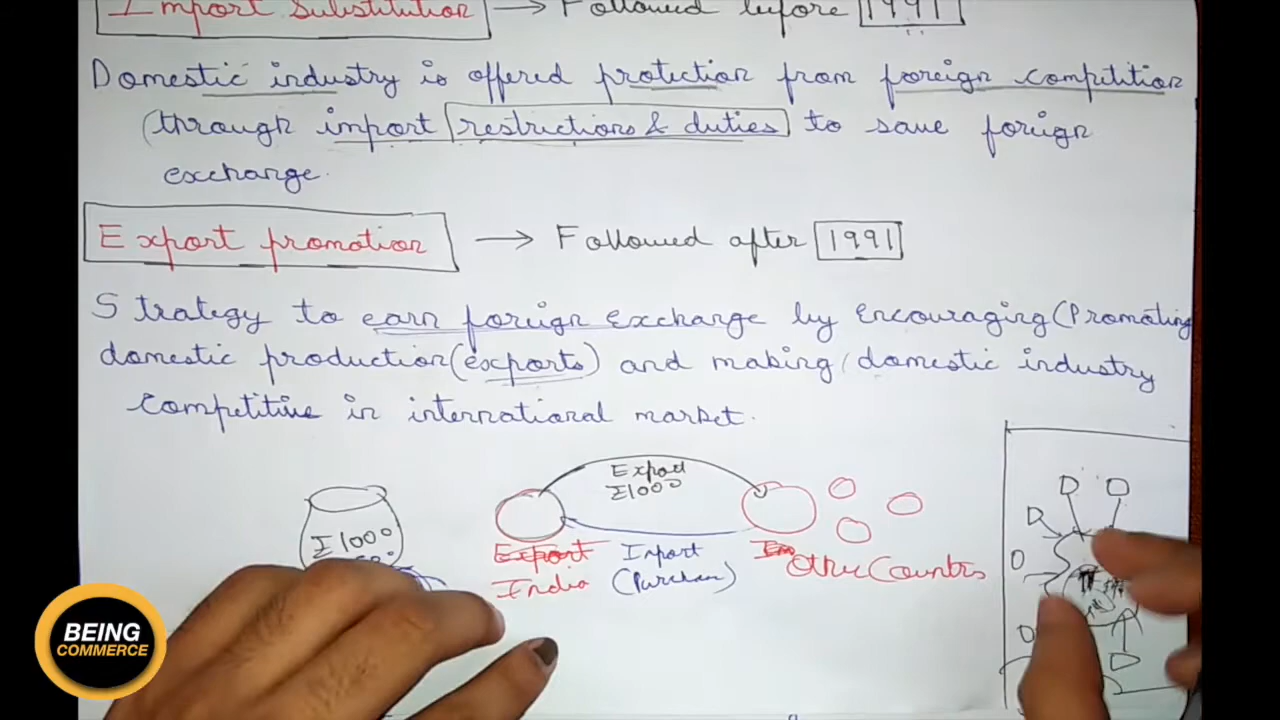 Import Substitution → Followed before 1991
Domestic industry is offered protection from foreign competition
(through import restrictions & duties) to save foreign
exchange.
Export promotion → Followed after 1991
Strategy to earn foreign exchange by encouraging (Promoting
domestic production (exports) and making domestic industry
competitive in international market.
Export
1000
1000
Export Import
India (Purchase) Other Countries
BEING
COMMERCE